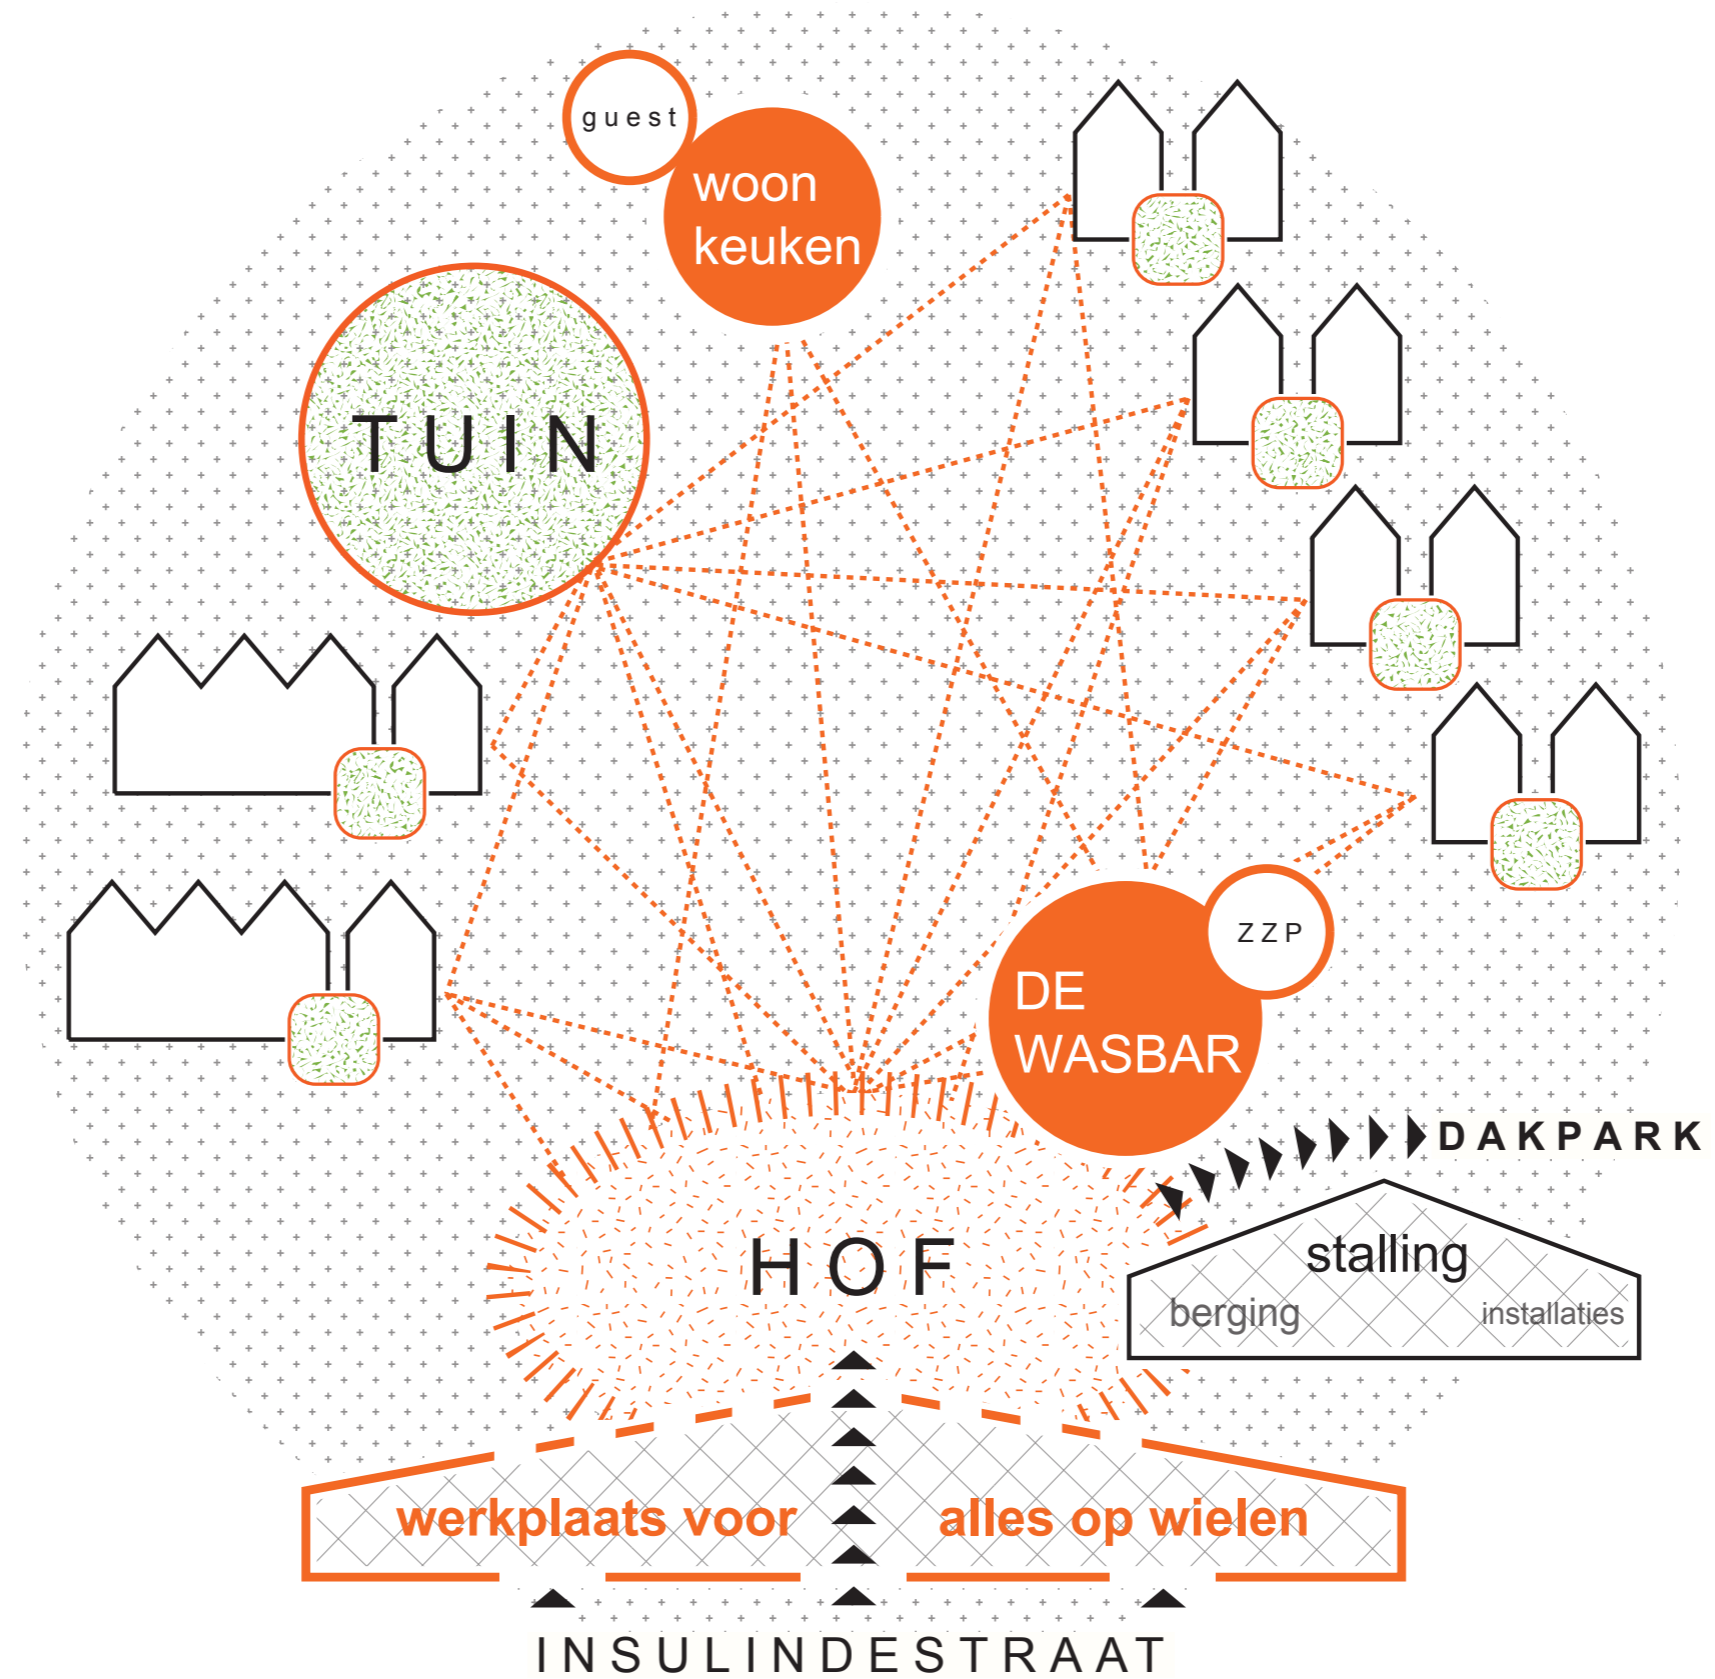 guest
woon
keuken
TUIN
ZZP
DE
WASBAR
DAKPARK
HOF
stalling
berging
installaties
werkplaats voor
alles op wielen
INSULINDESTRAAT